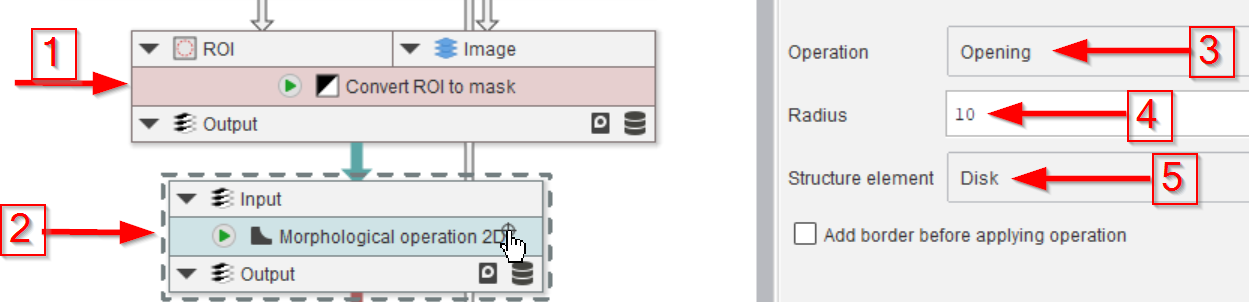 1
ROI Image
Convert ROI to mask
Output
2
Input
Morphological operation 2D
Output
Operation Opening 3
Radius 10 4
Structure element Disk 5
Add border before applying operation